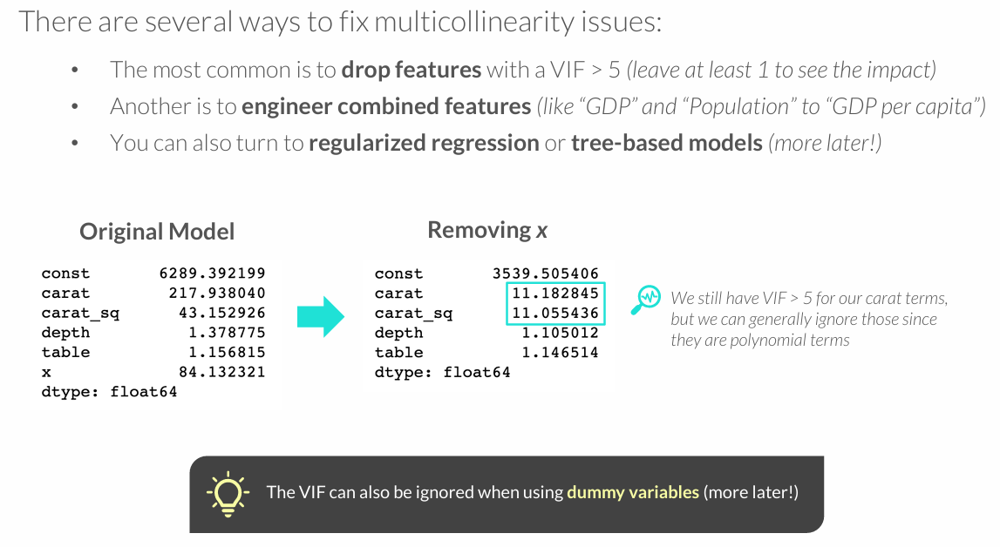 There are several ways to fix multicollinearity issues:
• The most common is to drop features with a VIF > 5 (leave at least 1 to see the impact)
• Another is to engineer combined features (like “GDP” and “Population” to “GDP per capita”)
• You can also turn to regularized regression or tree-based models (more later!)
Original Model
const 6289.392199
carat 217.938040
carat_sq 43.152926
depth 1.378775
table 1.156815
x 84.132321
dtype: float64
Removing x
const 3539.505406
carat 11.182845
carat_sq 11.055436
depth 1.105012
table 1.146514
dtype: float64
We still have VIF > 5 for our carat terms,
but we can generally ignore those since
they are polynomial terms
The VIF can also be ignored when using dummy variables (more later!)